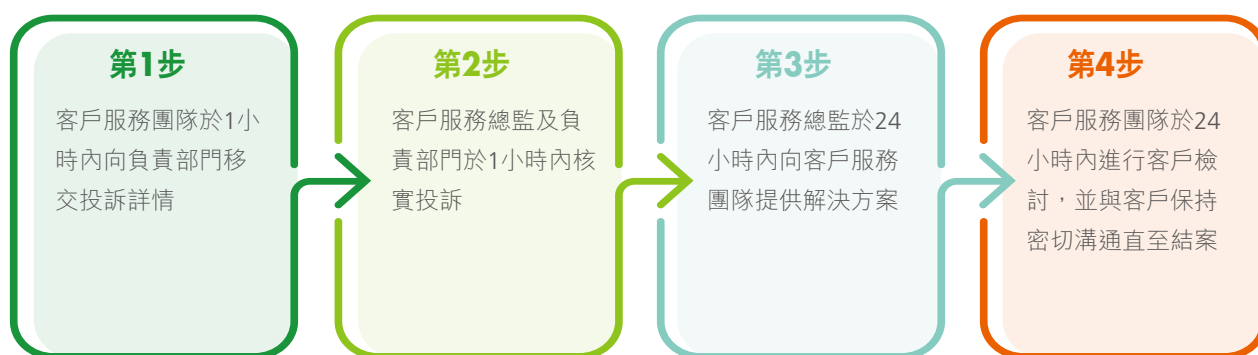 第1步
客戶服務團隊於1小
時內向負責部門移
交投訴詳情
第2步
客戶服務總監及負
責部門於1小時內核
實投訴
第3步
客戶服務總監於24
小時內向客戶服務
團隊提供解決方案
第4步
客戶服務團隊於24
小時內進行客戶檢
討，並與客戶保持
密切溝通直至結案